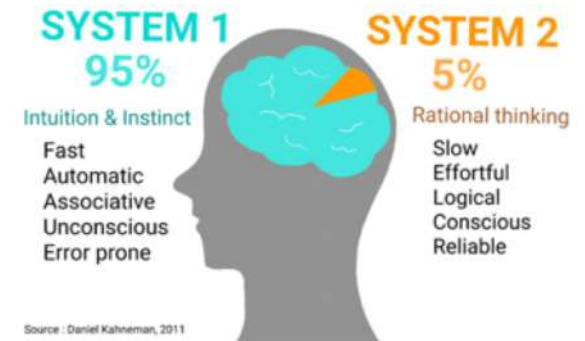 SYSTEM 1
95%
Intuition & Instinct
Fast
Automatic
Associative
Unconscious
Error prone
SYSTEM 2
5%
Rational thinking
Slow
Effortful
Logical
Conscious
Reliable
Source : Daniel Kahneman, 2011